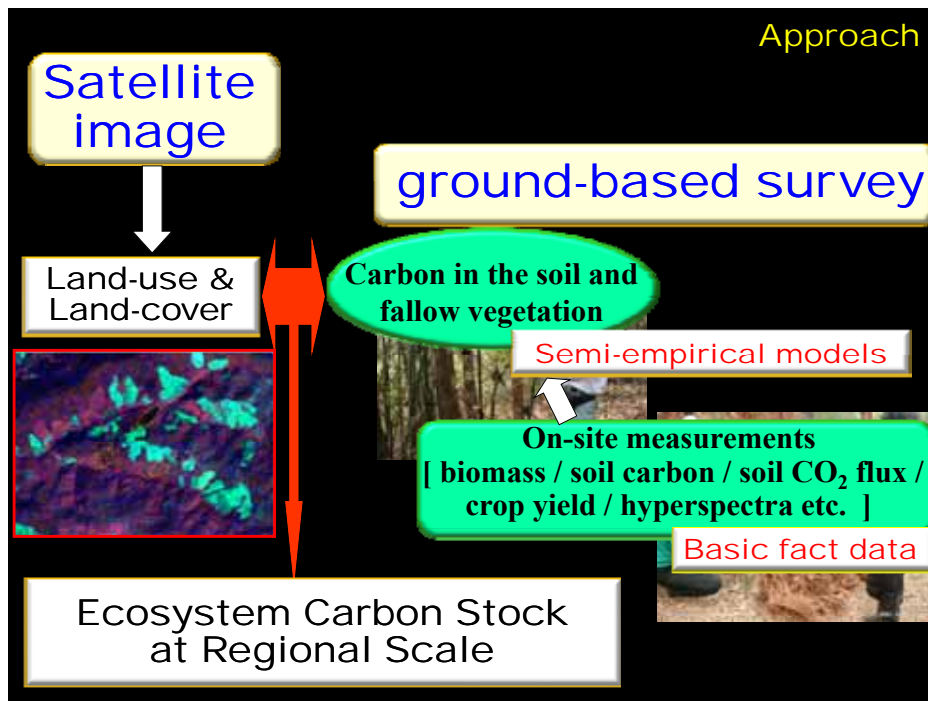 Approach
Satellite
image
ground-based survey
Land-use &
Land-cover
Carbon in the soil and
fallow vegetation
Semi-empirical models
On-site measurements
[ biomass / soil carbon / soil CO₂ flux /
crop yield / hyperspectra etc. ]
Basic fact data
Ecosystem Carbon Stock
at Regional Scale